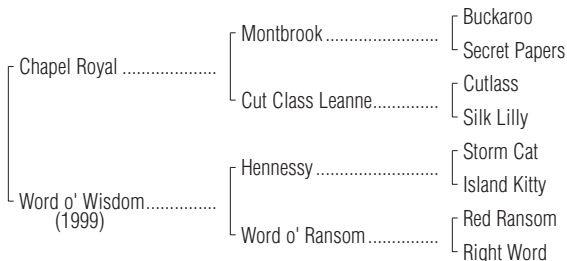 Buckaroo
Montbrook ........................
Secret Papers
Chapel Royal ....................
Cutlass
Cut Class Leanne..............
Silk Lilly
Storm Cat
Hennessy ..........................
Island Kitty
Word o' Wisdom...............
(1999)
Red Ransom
Word o' Ransom ...............
Right Word